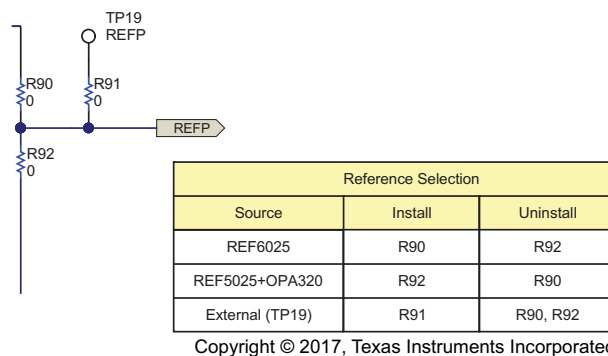 TP19
REFP
R90
0
R91
0
REFP
R92
0
Reference Selection
Source Install Uninstall
REF6025 R90 R92
REF5025+OPA320 R92 R90
External (TP19) R91 R90, R92
Copyright © 2017, Texas Instruments Incorporated